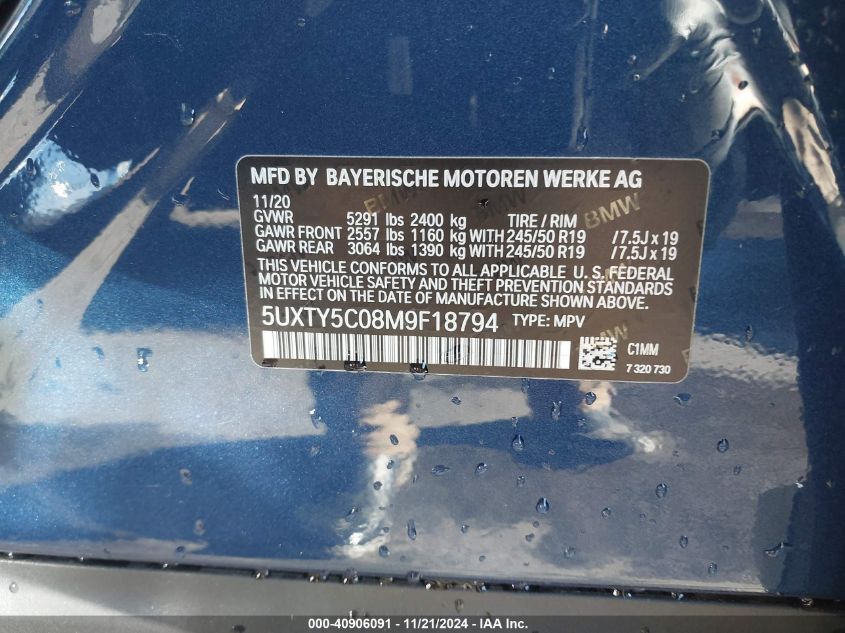 MFD BY BAYERISCHE MOTOREN WERKE AG
11/20
GVWR 5291 lbs 2400 kg TIRE / RIM
GAWR FRONT 2557 lbs 1160 kg WITH 245/50 R19 /7.5J x 19
GAWR REAR 3064 lbs 1390 kg WITH 245/50 R19 /7.5J x 19
THIS VEHICLE CONFORMS TO ALL APPLICABLE U. S. FEDERAL
MOTOR VEHICLE SAFETY AND THEFT PREVENTION STANDARDS
IN EFFECT ON THE DATE OF MANUFACTURE SHOWN ABOVE.
5UXTY5C08M9F18794 TYPE: MPV
C1MM
7 320 730
BMW
BMW
000-40906091 - 11/21/2024 - IAA Inc.